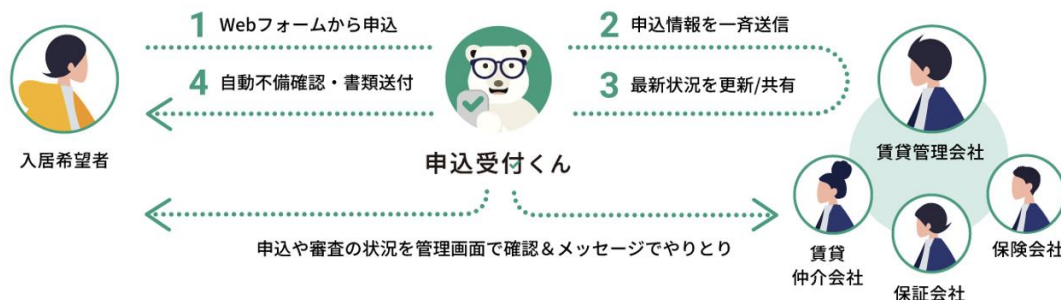 1 Webフォームから申込
2 申込情報を一斉送信
4 自動不備確認・書類送付
3 最新状況を更新/共有
入居希望者
申込受付くん
賃貸管理会社
申込や審査の状況を管理画面で確認＆メッセージでやりとり
賃貸
仲介会社
保証会社
保険会社